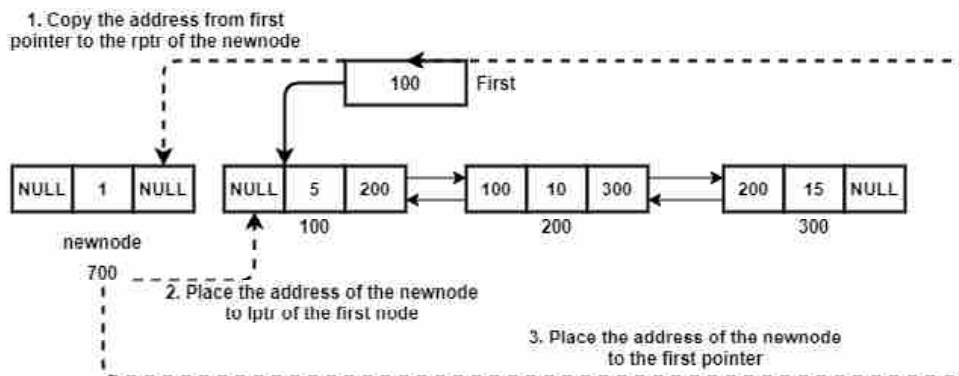 1. Copy the address from first
pointer to the rptr of the newnode
100 First
NULL 1 NULL NULL 5 200 100 10 300 200 15 NULL
100 200 300
newnode
700
2. Place the address of the newnode
to lptr of the first node
3. Place the address of the newnode
to the first pointer